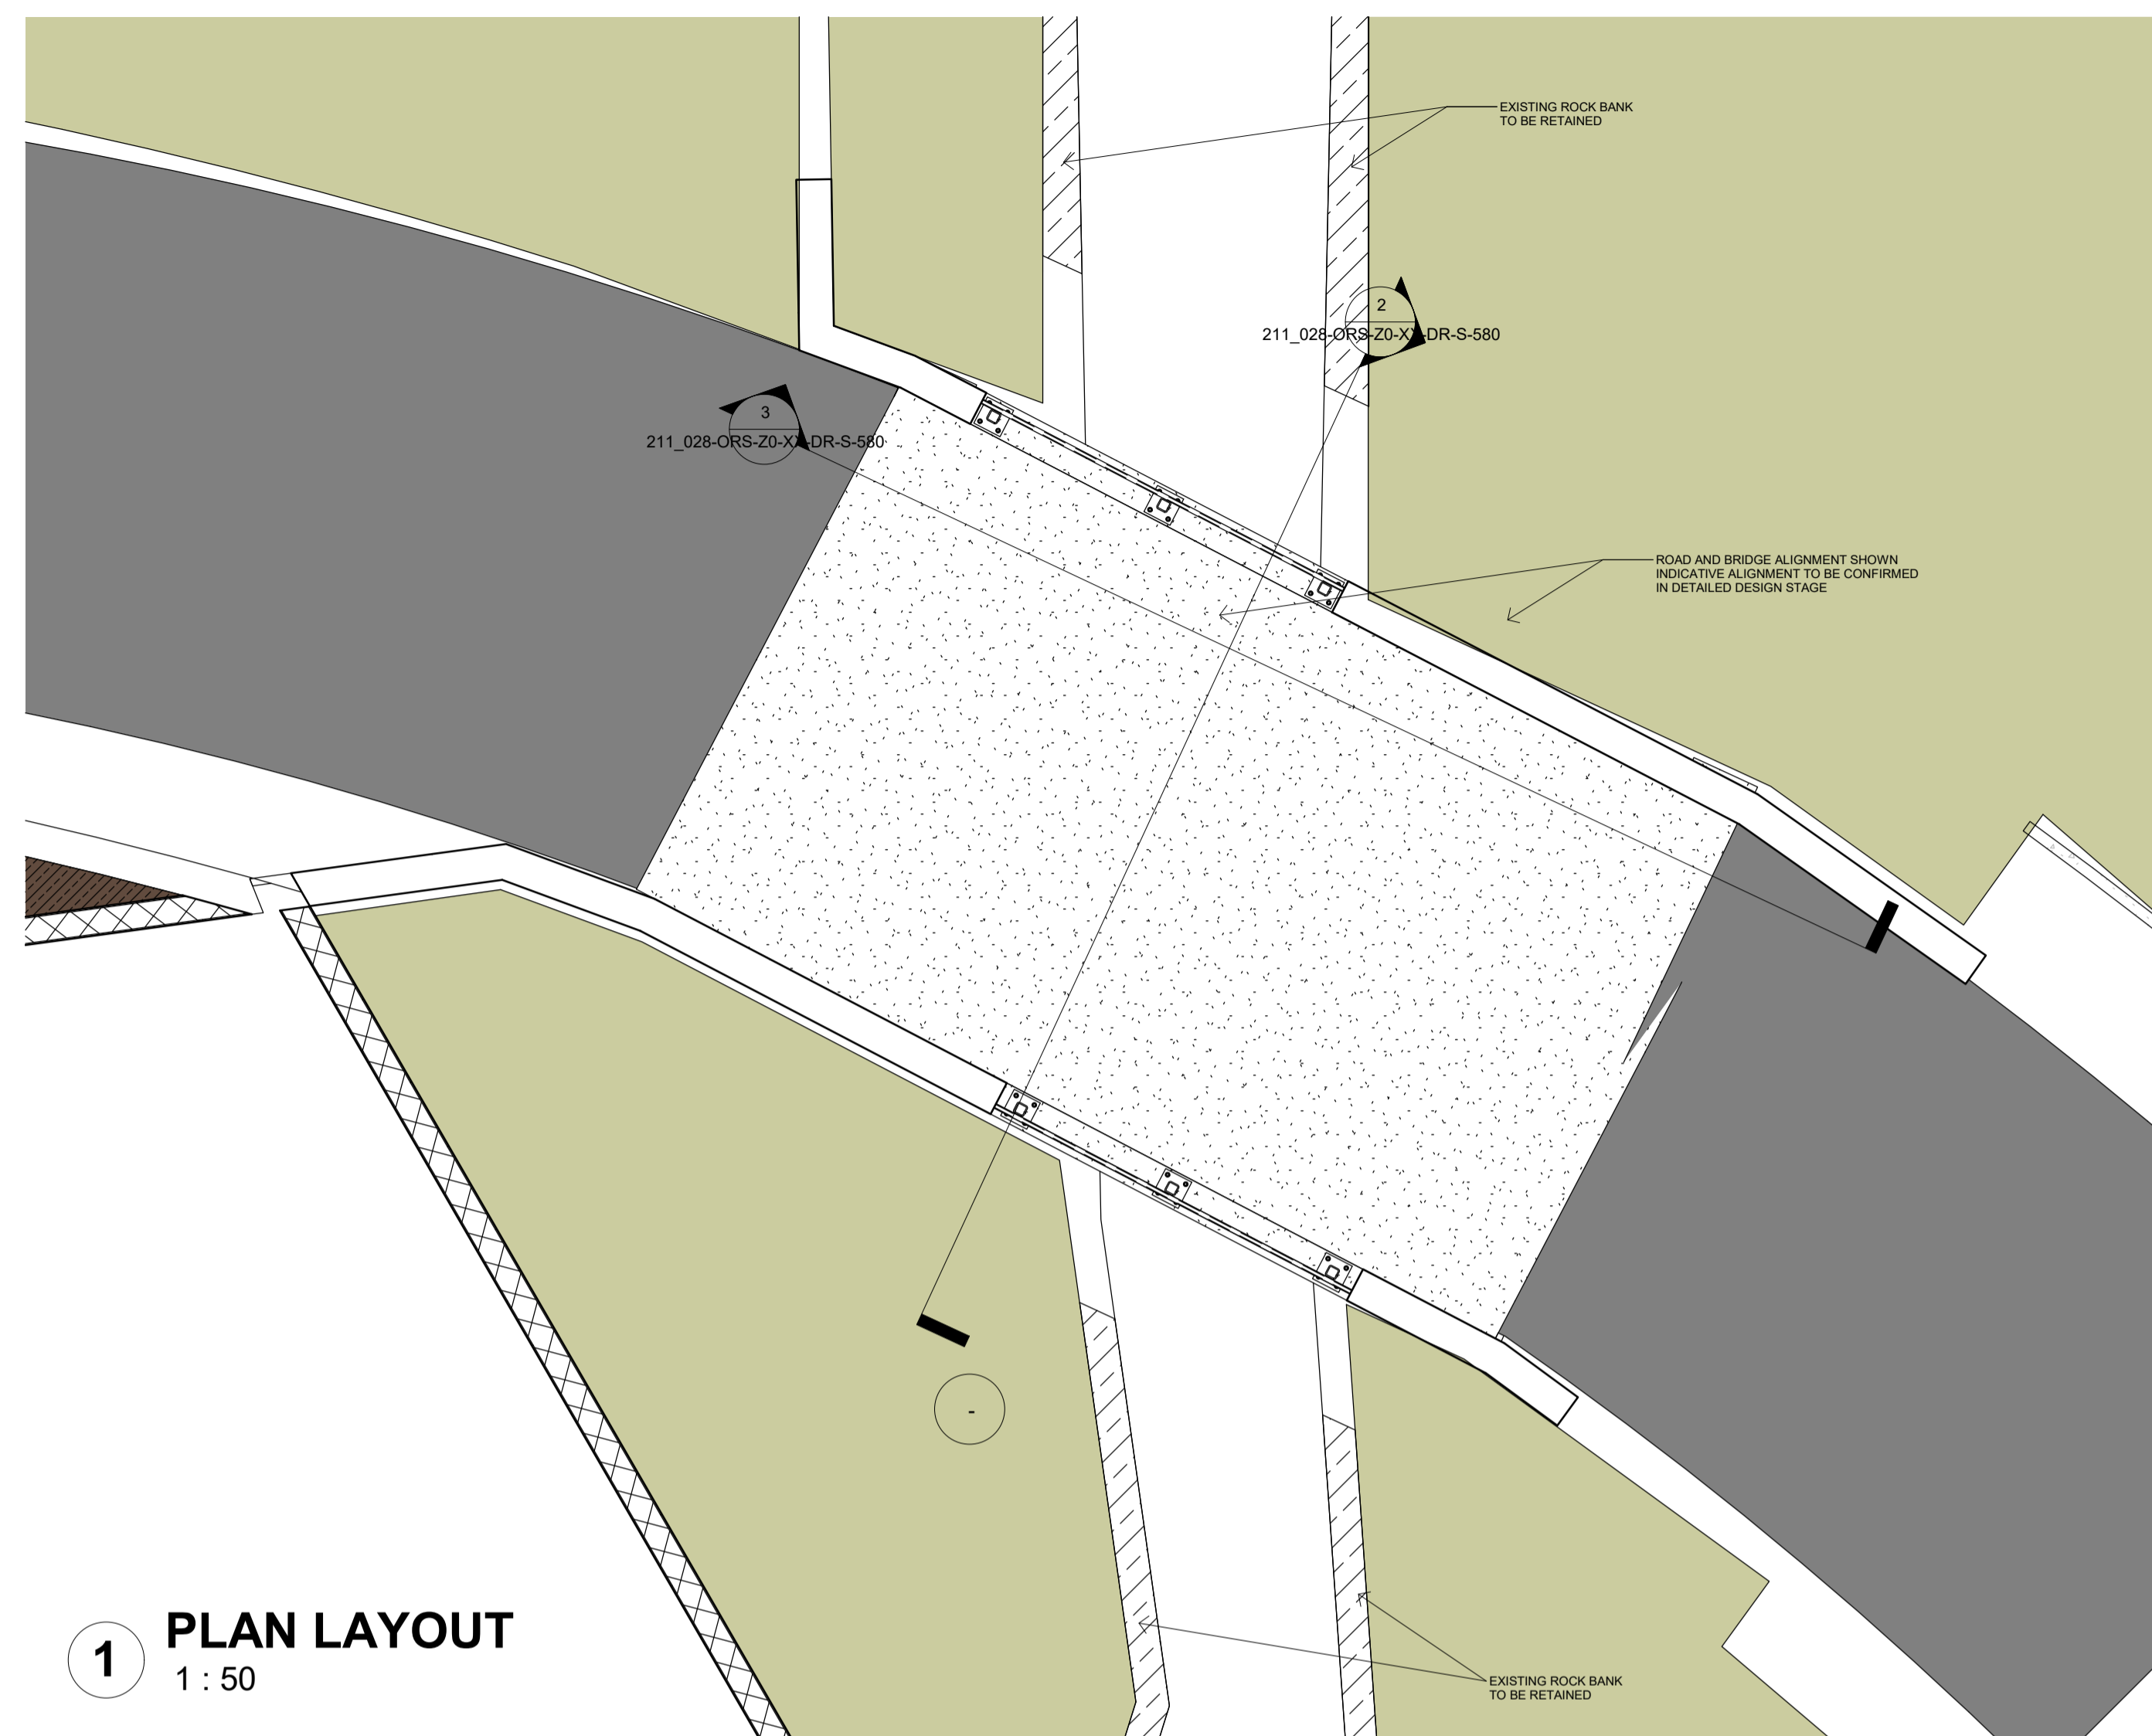 EXISTING ROCK BANK
TO BE RETAINED
2
211_028-ORS-Z0-XX-DR-S-580
3
211_028-ORS-Z0-XX-DR-S-580
ROAD AND BRIDGE ALIGNMENT SHOWN
INDICATIVE ALIGNMENT TO BE CONFIRMED
IN DETAILED DESIGN STAGE
-
1
PLAN LAYOUT
1 : 50
EXISTING ROCK BANK
TO BE RETAINED